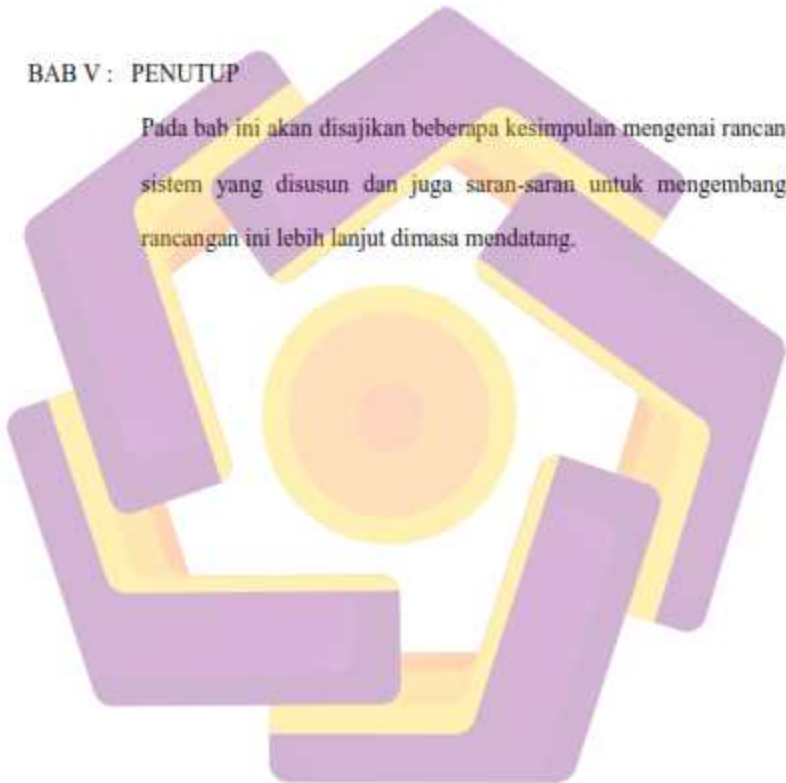 BAB V : PENUTUP
Pada bab ini akan disajikan beberapa kesimpulan mengenai rancan
sistem yang disusun dan juga saran-saran untuk mengembang
rancangan ini lebih lanjut dimasa mendatang.